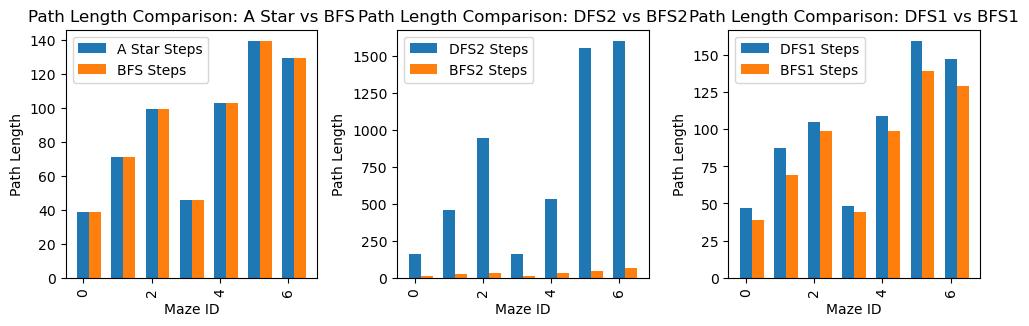 Path Length Comparison: A Star vs BFS
A Star Steps
BFS Steps
Path Length
140
120
100
80
60
40
20
0
0
2
4
6
Maze ID
Path Length Comparison: DFS2 vs BFS2
DFS2 Steps
BFS2 Steps
Path Length
1500
1250
1000
750
500
250
0
0
2
4
6
Maze ID
Path Length Comparison: DFS1 vs BFS1
DFS1 Steps
BFS1 Steps
Path Length
150
125
100
75
50
25
0
0
2
4
6
Maze ID